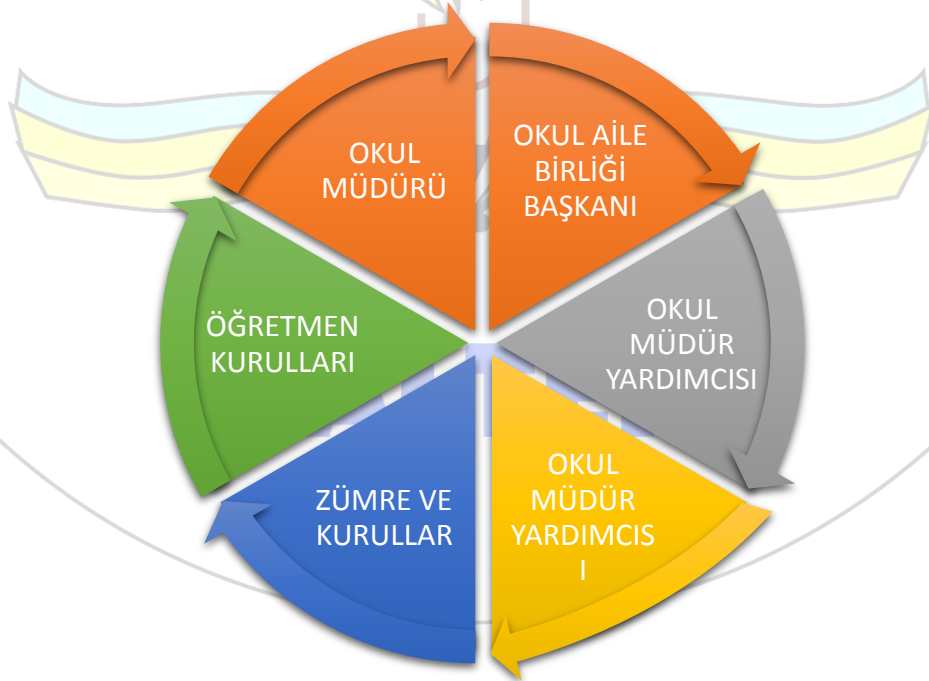 OKUL
MÜDÜRÜ
OKUL AİLE
BİRLİĞİ
BAŞKANI
OKUL
MÜDÜR
YARDIMCISI
OKUL
MÜDÜR
YARDIMCIS
I
ZÜMRE VE
KURULLAR
ÖĞRETMEN
KURULLARI